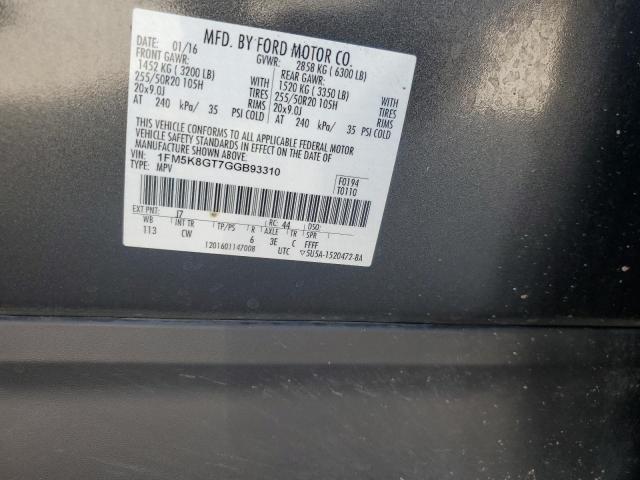 MFD. BY FORD MOTOR CO.
DATE: 01/16 GVWR: 2858 KG ( 6300 LB)
FRONT GAWR: REAR GAWR:
1452 KG ( 3200 LB) WITH 1520 KG ( 3350 LB) WITH
255/50R20 105H TIRES 255/50R20 105H TIRES
20x9.0J RIMS 20x9.0J RIMS
AT 240 kPa/ 35 PSI COLD AT 240 kPa/ 35 PSI COLD
THIS VEHICLE CONFORMS TO ALL APPLICABLE FEDERAL MOTOR
VEHICLE SAFETY AND THEFT PREVENTION STANDARDS IN
EFFECT ON THE DATE OF
MANUFACTURE SHOWN ABOVE.
VIN: 1FM5K8GT7GGB93310
TYPE: MPV
F0194
T0110
EXT PNT: J7 RC: 44 DSO:
WB INT TR TP/PS R AXLE TR SPR
113 CW 6 3E C FFFF
1201601147008 UTC ▽5U5A-1520472-BA